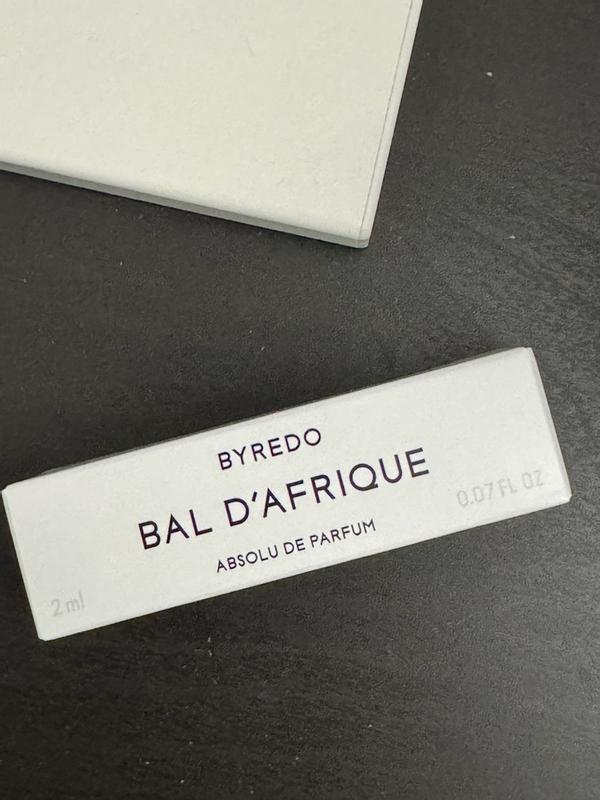 BYREDO
BAL D'AFRIQUE
ABSOLU DE PARFUM
2 ml
0.07 FL OZ